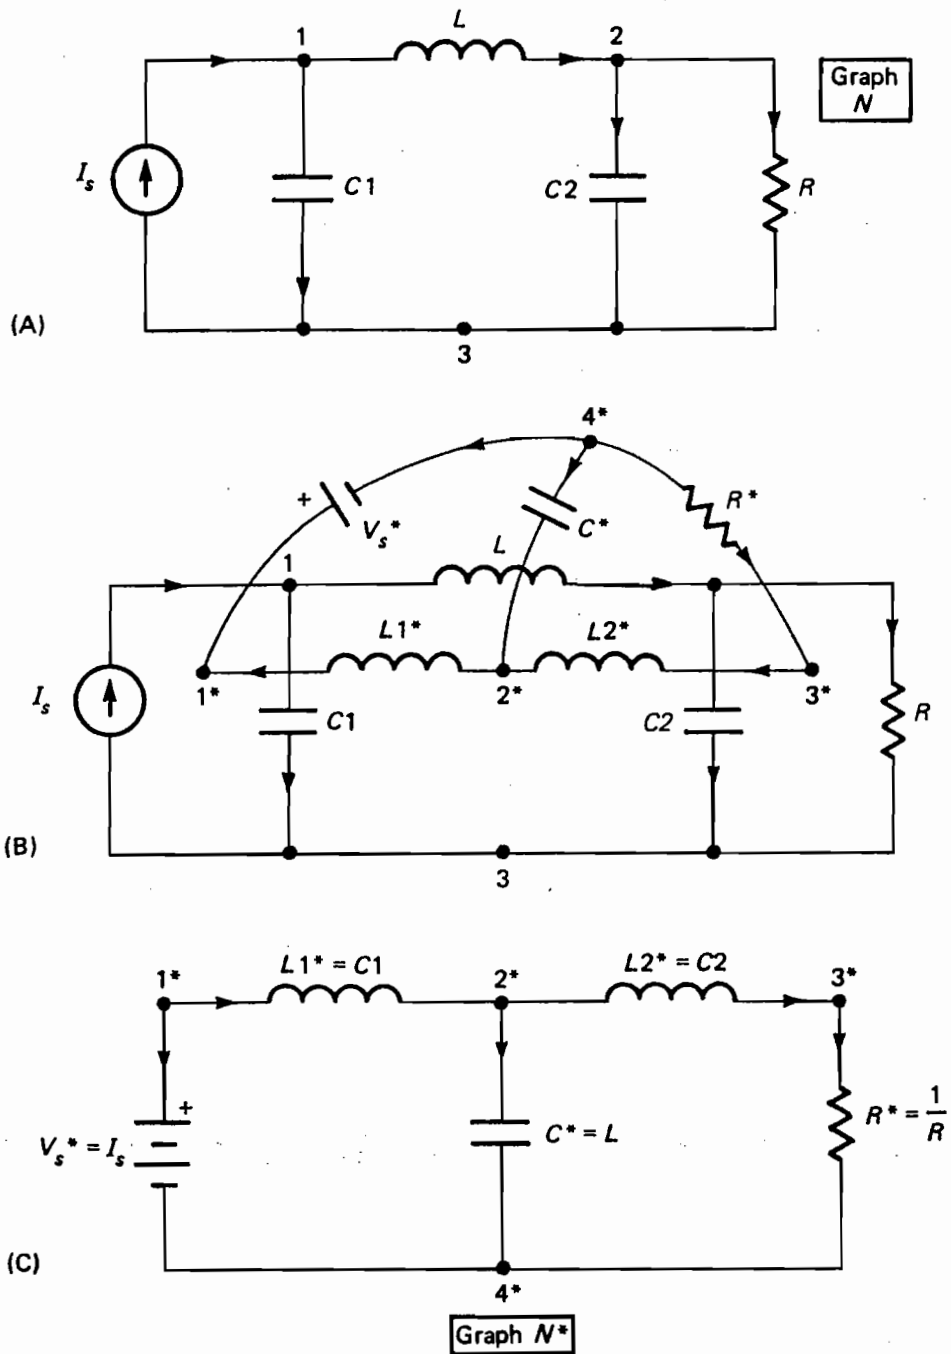 L
1
2
Graph
N
I_s
C1
C2
R
(A)
3
4*
+
V_s*
C*
R*
1
L
L1*
L2*
1*
2*
3*
I_s
C1
C2
R
(B)
3
1*
L1* = C1
2*
L2* = C2
3*
+
V_s* = I_s
C* = L
R* = 1/R
(C)
4*
Graph N*